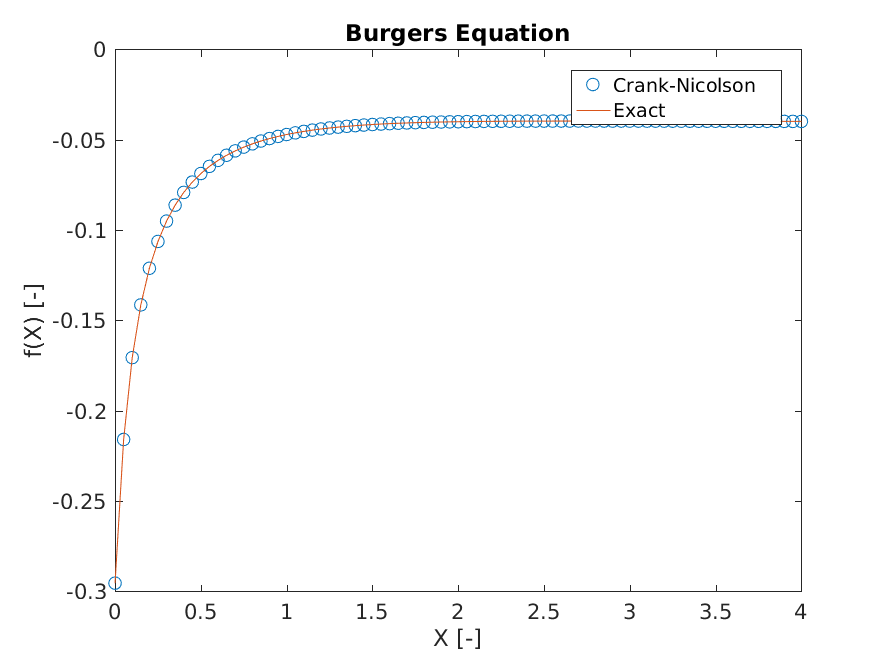 Burgers Equation
Crank-Nicolson
Exact
0
-0.05
-0.1
-0.15
-0.2
-0.25
-0.3
f(X) [-]
0 0.5 1 1.5 2 2.5 3 3.5 4
X [-]